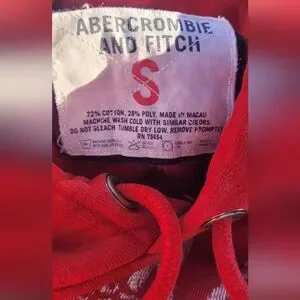 ABERCROMBIE
AND FITCH
S
72% COTTON, 28% POLY. MADE IN MACAU
MACHINE WASH COLD WITH SIMILAR COLORS.
DO NOT BLEACH. TUMBLE DRY LOW. REMOVE PROMPTLY
RN 75654